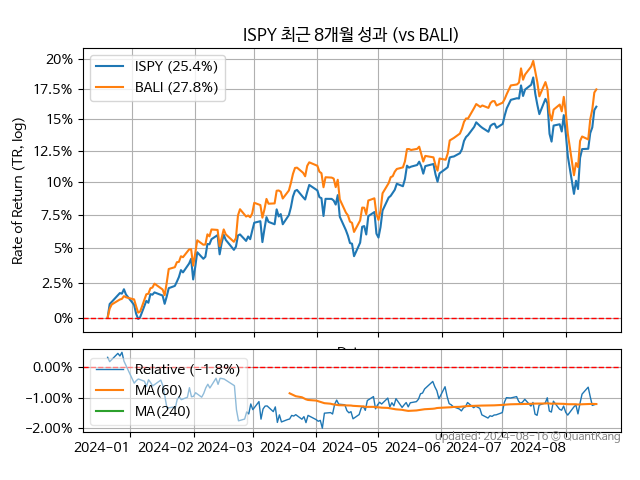 ISPY 최근 8개월 성과 (vs BALI)
Rate of Return (TR, log)
20%
17.5%
15%
12.5%
10%
7.5%
5%
2.5%
0%
ISPY (25.4%)
BALI (27.8%)
0.00%
-1.00%
-2.00%
Relative (-1.8%)
MA(60)
MA(240)
2024-01 2024-02 2024-03 2024-04 2024-05 2024-06 2024-07 2024-08
updated: 2024-08-16 © QuantKang